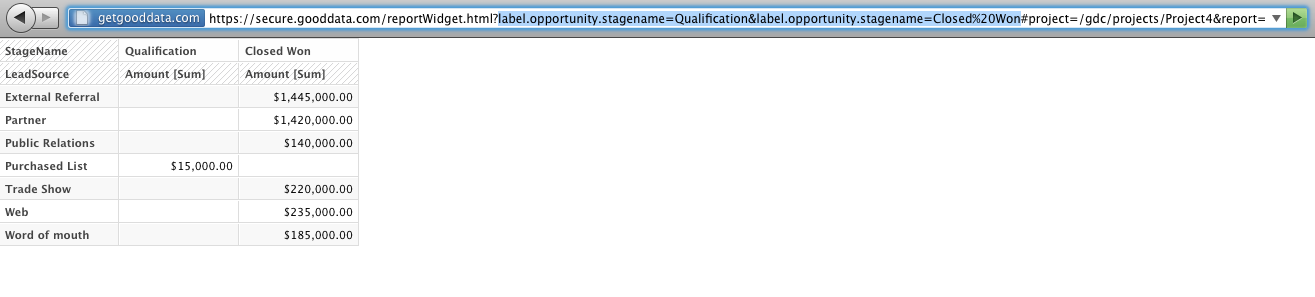 getgooddata.com https://secure.gooddata.com/reportWidget.html?label.opportunity.stagename=Qualification&label.opportunity.stagename=Closed%20Won#project=/gdc/projects/Project4&report=
StageName Qualification Closed Won
LeadSource Amount [Sum] Amount [Sum]
External Referral $1,445,000.00
Partner $1,420,000.00
Public Relations $140,000.00
Purchased List $15,000.00
Trade Show $220,000.00
Web $235,000.00
Word of mouth $185,000.00